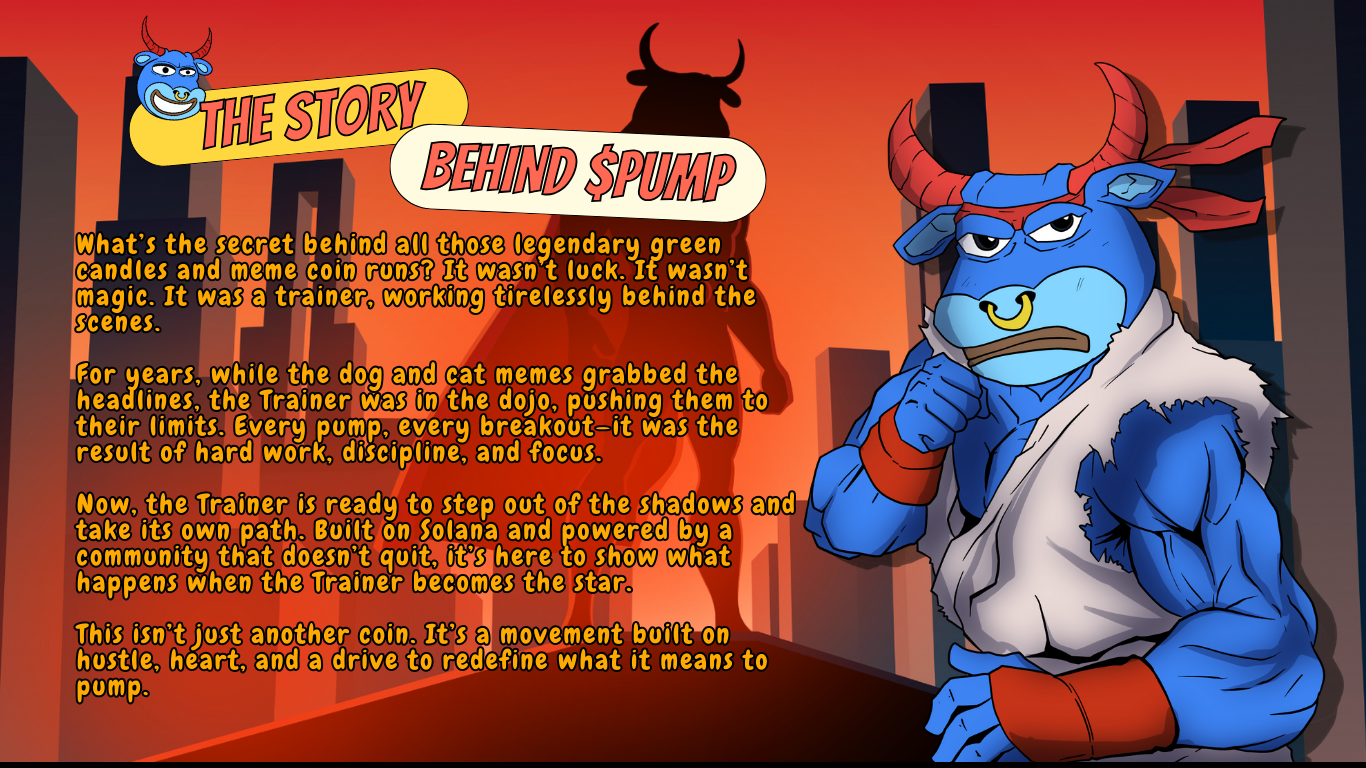 THE STORY
BEHIND $PUMP
What's the secret behind all those legendary green
candles and meme coin runs? It wasn't luck. It wasn't
magic. It was a trainer, working tirelessly behind the
scenes.
For years, while the dog and cat memes grabbed the
headlines, the Trainer was in the dojo, pushing them to
their limits. Every pump, every breakout—it was the
result of hard work, discipline, and focus.
Now, the Trainer is ready to step out of the shadows and
take its own path. Built on Solana and powered by a
community that doesn't quit, it's here to show what
happens when the Trainer becomes the star.
This isn't just another coin. It's a movement built on
hustle, heart, and a drive to redefine what it means to
pump.